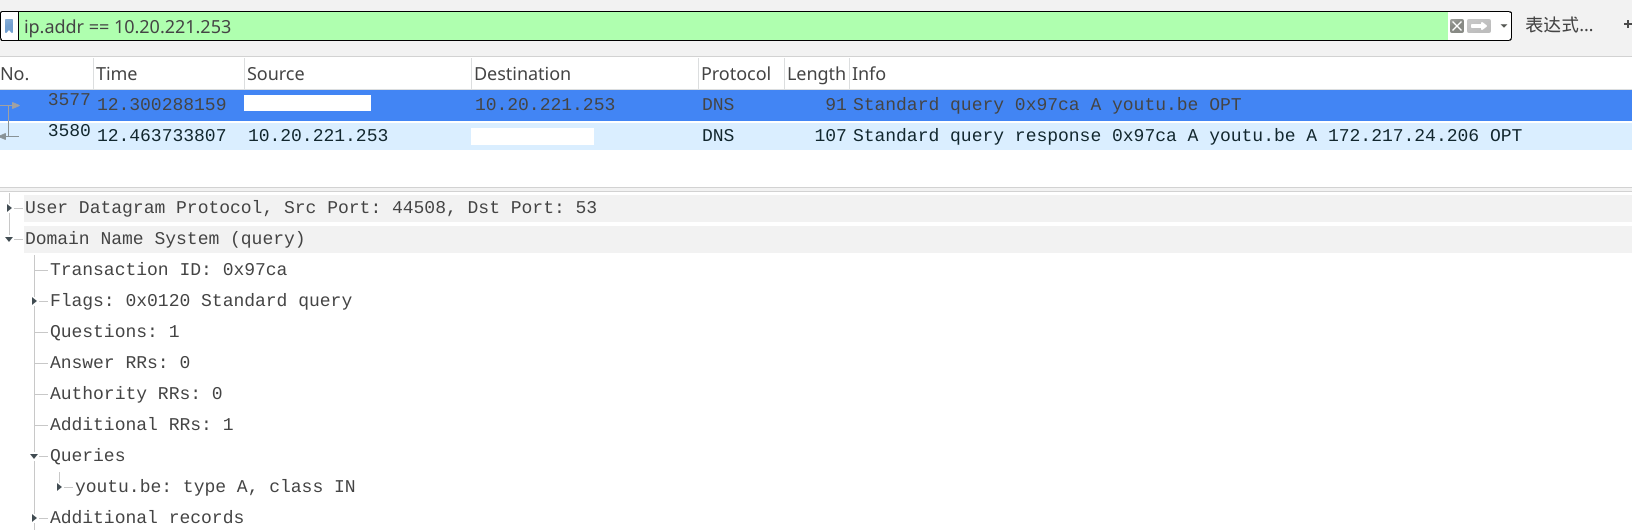 ip.addr == 10.20.221.253 表达式… +
No. Time Source Destination Protocol Length Info
3577 12.300288159 10.20.221.253 DNS 91 Standard query 0x97ca A youtu.be OPT
3580 12.463733807 10.20.221.253 DNS 107 Standard query response 0x97ca A youtu.be A 172.217.24.206 OPT
User Datagram Protocol, Src Port: 44508, Dst Port: 53
Domain Name System (query)
Transaction ID: 0x97ca
Flags: 0x0120 Standard query
Questions: 1
Answer RRs: 0
Authority RRs: 0
Additional RRs: 1
Queries
youtu.be: type A, class IN
Additional records